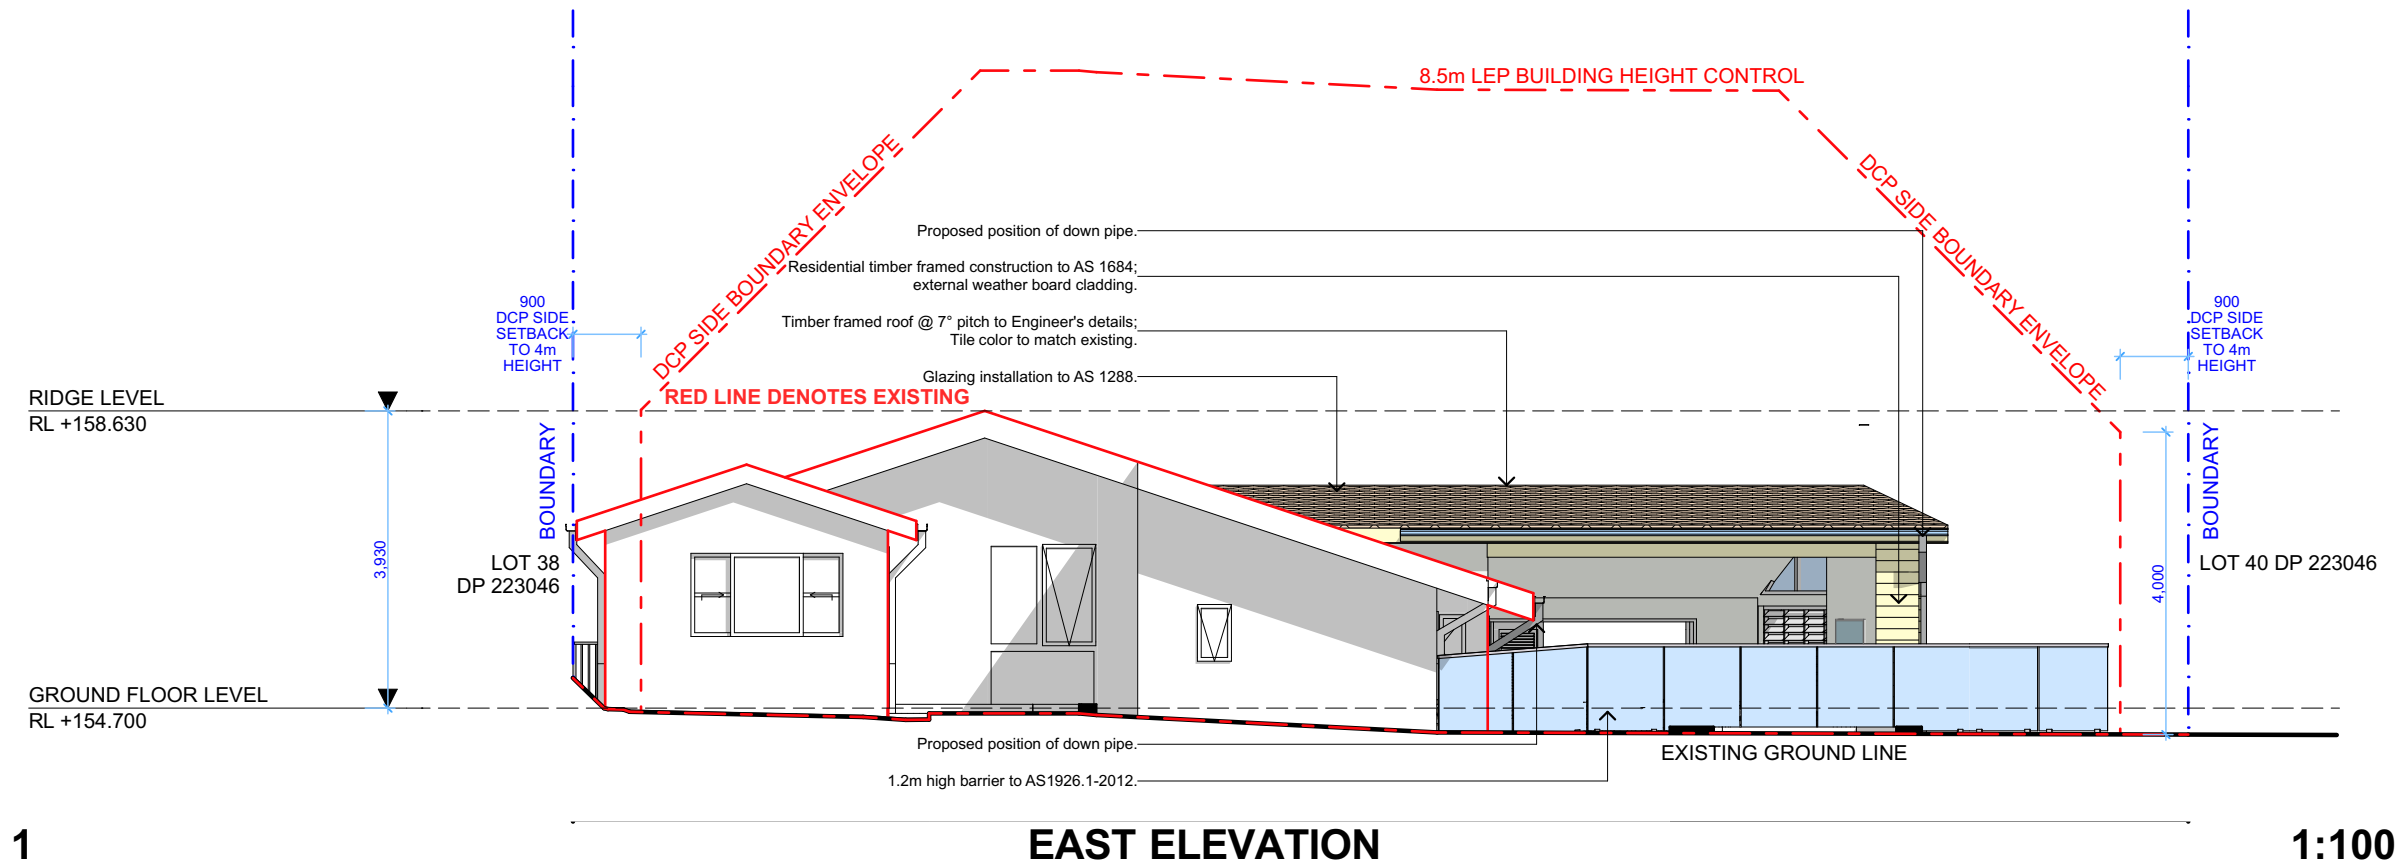 8.5m LEP BUILDING HEIGHT CONTROL
DCP SIDE BOUNDARY ENVELOPE
DCP SIDE BOUNDARY ENVELOPE
Proposed position of down pipe.
Residential timber framed construction to AS 1684;
external weather board cladding.
Timber framed roof @ 7° pitch to Engineer's details;
Tile color to match existing.
Glazing installation to AS 1288.
900
DCP SIDE
SETBACK
TO 4m
HEIGHT
900
DCP SIDE
SETBACK
TO 4m
HEIGHT
RED LINE DENOTES EXISTING
RIDGE LEVEL
RL +158.630
BOUNDARY
BOUNDARY
3,930
4,000
LOT 38
DP 223046
LOT 40 DP 223046
GROUND FLOOR LEVEL
RL +154.700
Proposed position of down pipe.
1.2m high barrier to AS1926.1-2012.
EXISTING GROUND LINE
1
EAST ELEVATION
1:100